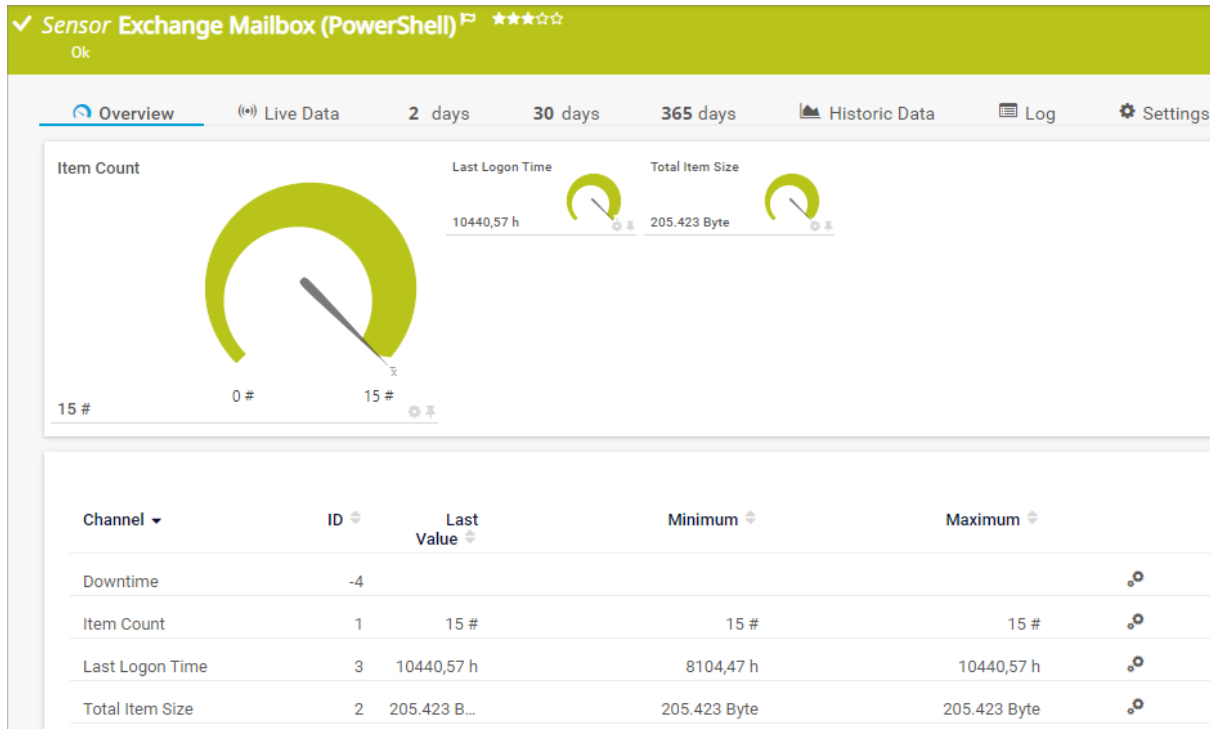 Sensor Exchange Mailbox (PowerShell)
Ok
Overview Live Data 2 days 30 days 365 days Historic Data Log Settings
Item Count
Last Logon Time
Total Item Size
10440,57 h
205.423 Byte
0 # 15 #
15 #
Channel ID Last Value Minimum Maximum
Downtime -4
Item Count 1 15 # 15 # 15 #
Last Logon Time 3 10440,57 h 8104,47 h 10440,57 h
Total Item Size 2 205.423 B... 205.423 Byte 205.423 Byte